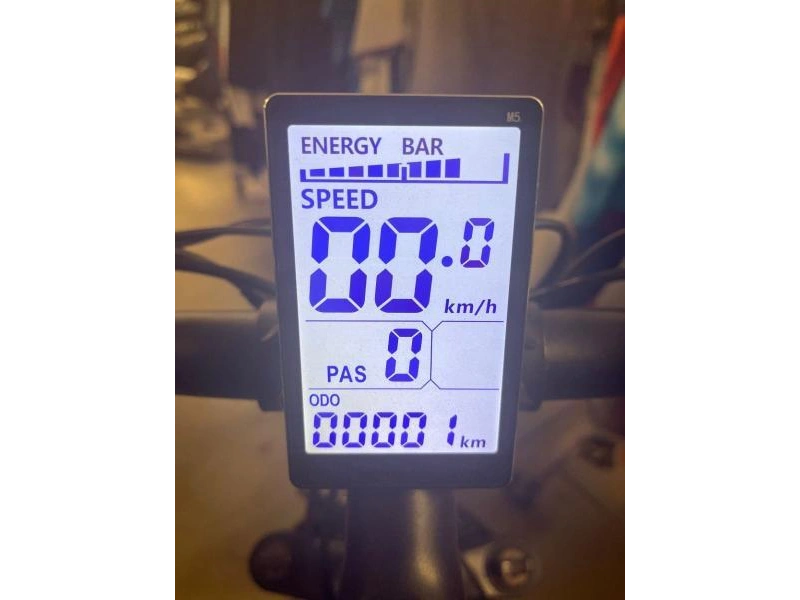 M5
ENERGY BAR
SPEED
00.0
km/h
PAS 0
ODO
00001 km